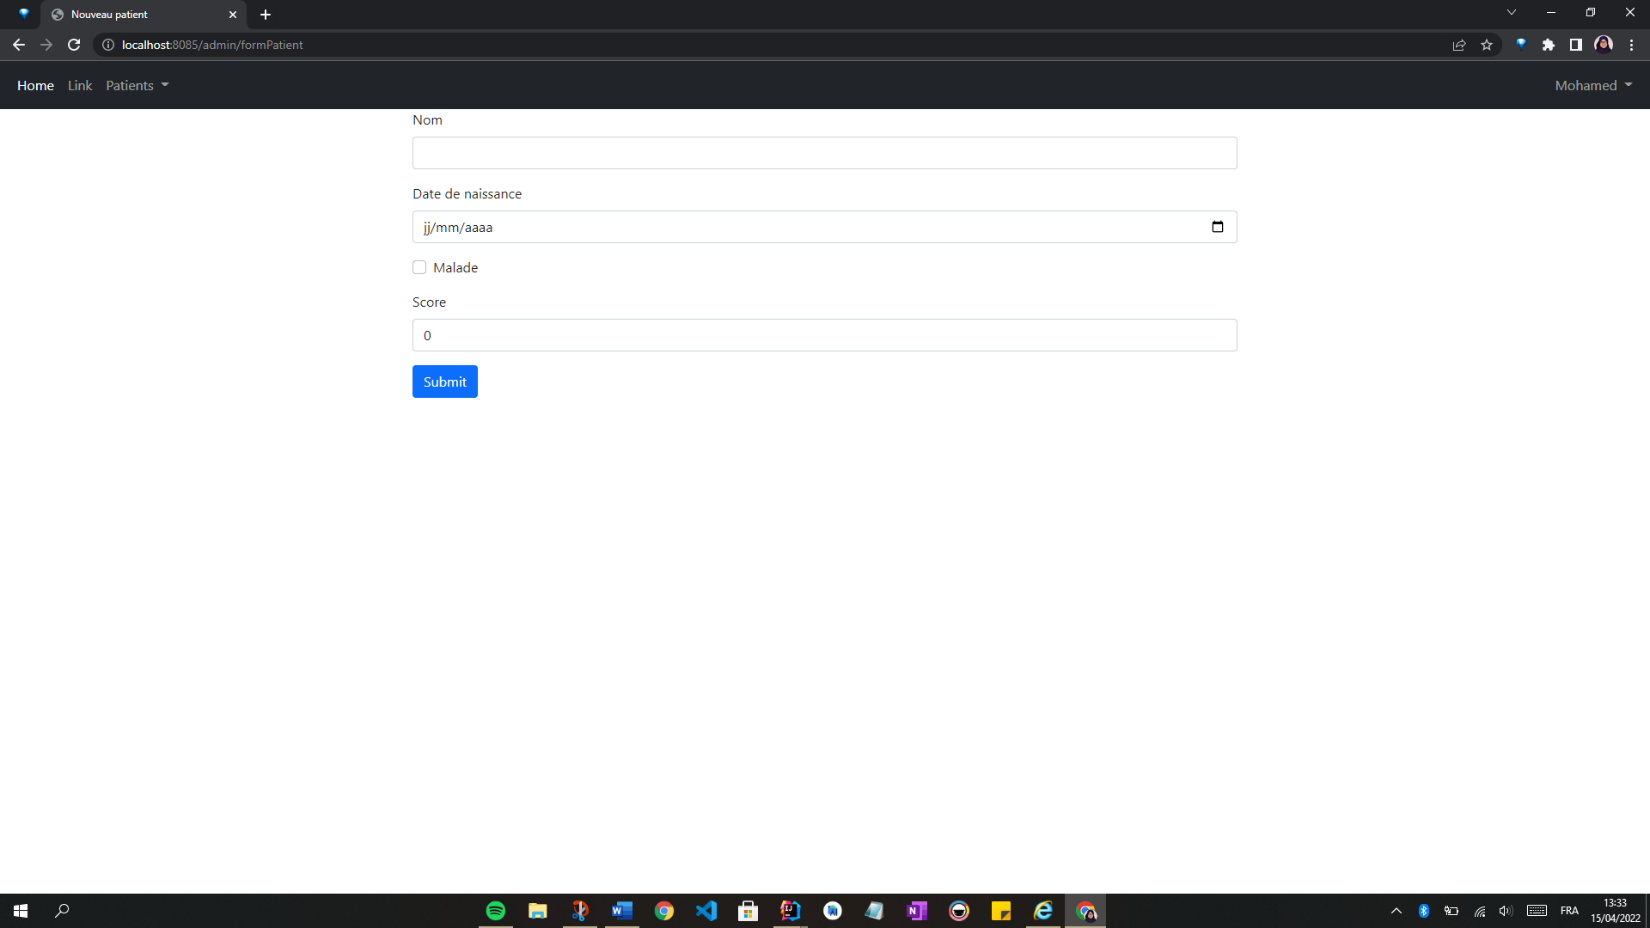 Nouveau patient
localhost:8085/admin/formPatient
Home Link Patients Mohamed
Nom
Date de naissance
jj/mm/aaaa
Malade
Score
0
Submit
FRA 13:33
15/04/2022